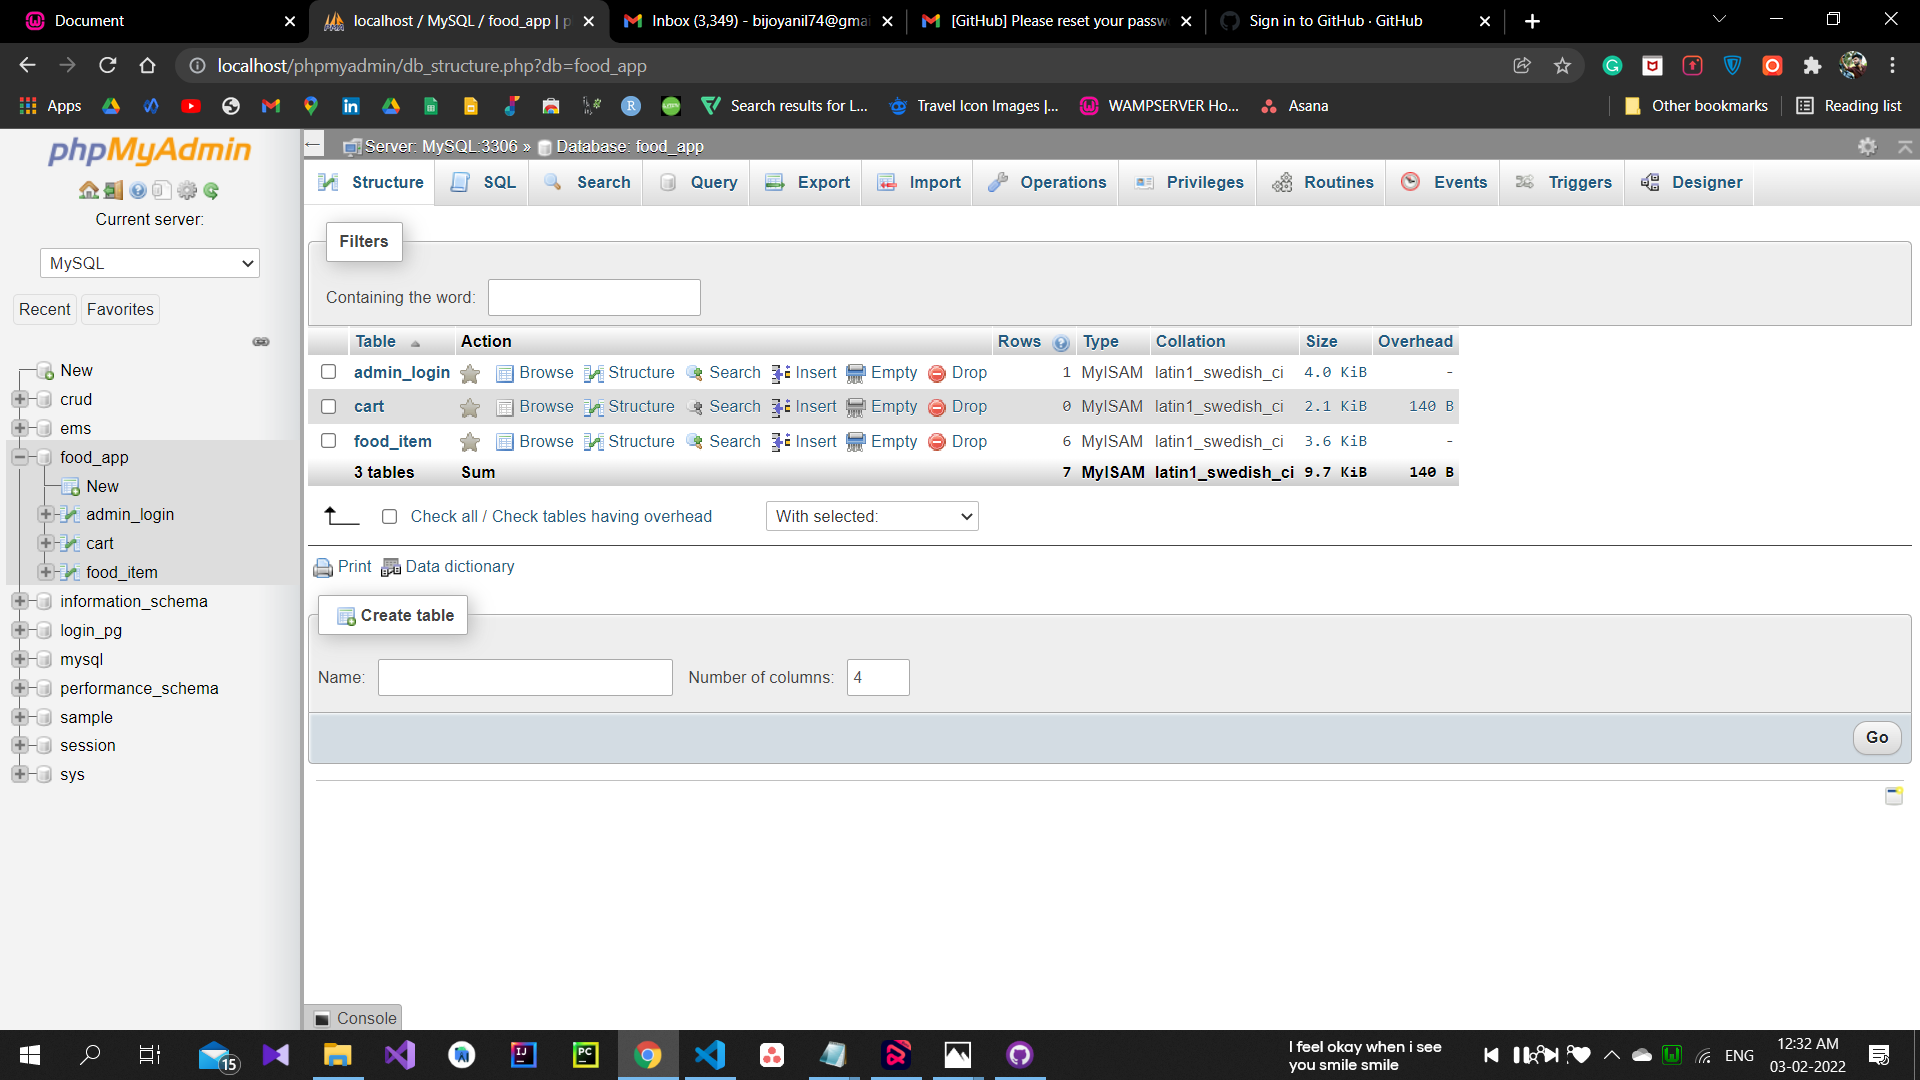 Document
localhost / MySQL / food_app | p
Inbox (3,349) - bijoyanil74@gmai
[GitHub] Please reset your passw
Sign in to GitHub · GitHub
localhost/phpmyadmin/db_structure.php?db=food_app
Apps
Search results for L...
Travel Icon Images |...
WAMPSERVER Ho...
Asana
Other bookmarks
Reading list
phpMyAdmin
Current server:
MySQL
Recent
Favorites
New
crud
ems
food_app
New
admin_login
cart
food_item
information_schema
login_pg
mysql
performance_schema
sample
session
sys
Server: MySQL:3306 » Database: food_app
Structure
SQL
Search
Query
Export
Import
Operations
Privileges
Routines
Events
Triggers
Designer
Filters
Containing the word:
Table Action Rows Type Collation Size Overhead
admin_login Browse Structure Search Insert Empty Drop 1 MyISAM latin1_swedish_ci 4.0 KiB -
cart Browse Structure Search Insert Empty Drop 0 MyISAM latin1_swedish_ci 2.1 KiB 140 B
food_item Browse Structure Search Insert Empty Drop 6 MyISAM latin1_swedish_ci 3.6 KiB -
3 tables Sum 7 MyISAM latin1_swedish_ci 9.7 KiB 140 B
Check all / Check tables having overhead With selected:
Print Data dictionary
Create table
Name: Number of columns: 4
Go
Console
15
IJ
PC
I feel okay when i see
you smile smile
ENG
12:32 AM
03-02-2022